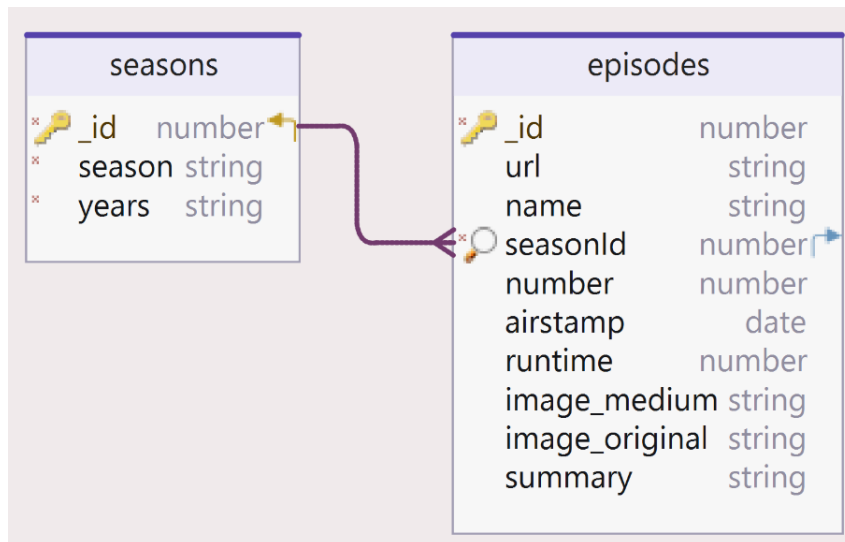 seasons
_id number
season string
years string
episodes
_id number
url string
name string
seasonId number
number number
airstamp date
runtime number
image_medium string
image_original string
summary string